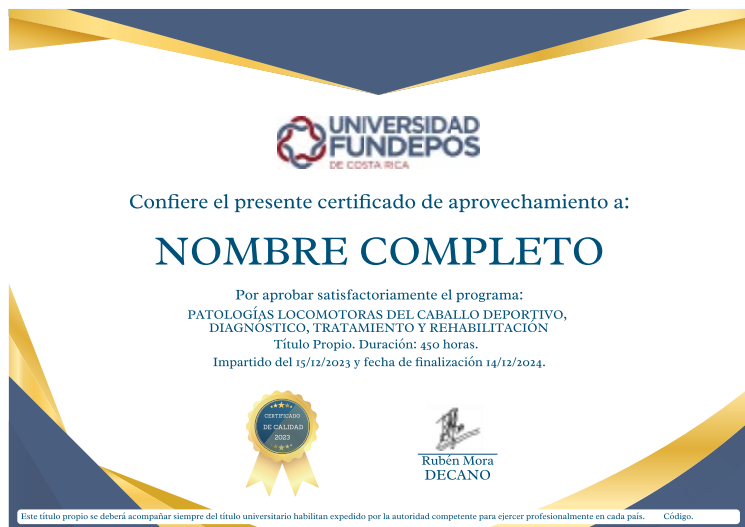 UNIVERSIDAD
FUNDEPOS
DE COSTA RICA
Confiere el presente certificado de aprovechamiento a:
NOMBRE COMPLETO
Por aprobar satisfactoriamente el programa:
PATOLOGÍAS LOCOMOTORAS DEL CABALLO DEPORTIVO,
DIAGNÓSTICO, TRATAMIENTO Y REHABILITACIÓN
Título Propio. Duración: 450 horas.
Impartido del 15/12/2023 y fecha de finalización 14/12/2024.
CERTIFICADO
DE CALIDAD
2023
Rubén Mora
DECANO
Este título propio se deberá acompañar siempre del título universitario habilitan expedido por la autoridad competente para ejercer profesionalmente en cada país. Código.